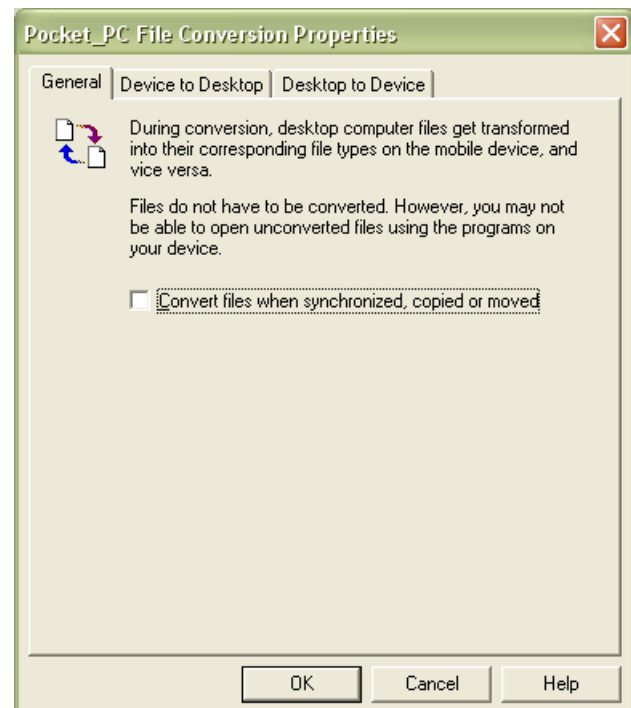 Pocket_PC File Conversion Properties
General
Device to Desktop
Desktop to Device
During conversion, desktop computer files get transformed
into their corresponding file types on the mobile device, and
vice versa.
Files do not have to be converted. However, you may not
be able to open unconverted files using the programs on
your device.
Convert files when synchronized, copied or moved
OK
Cancel
Help